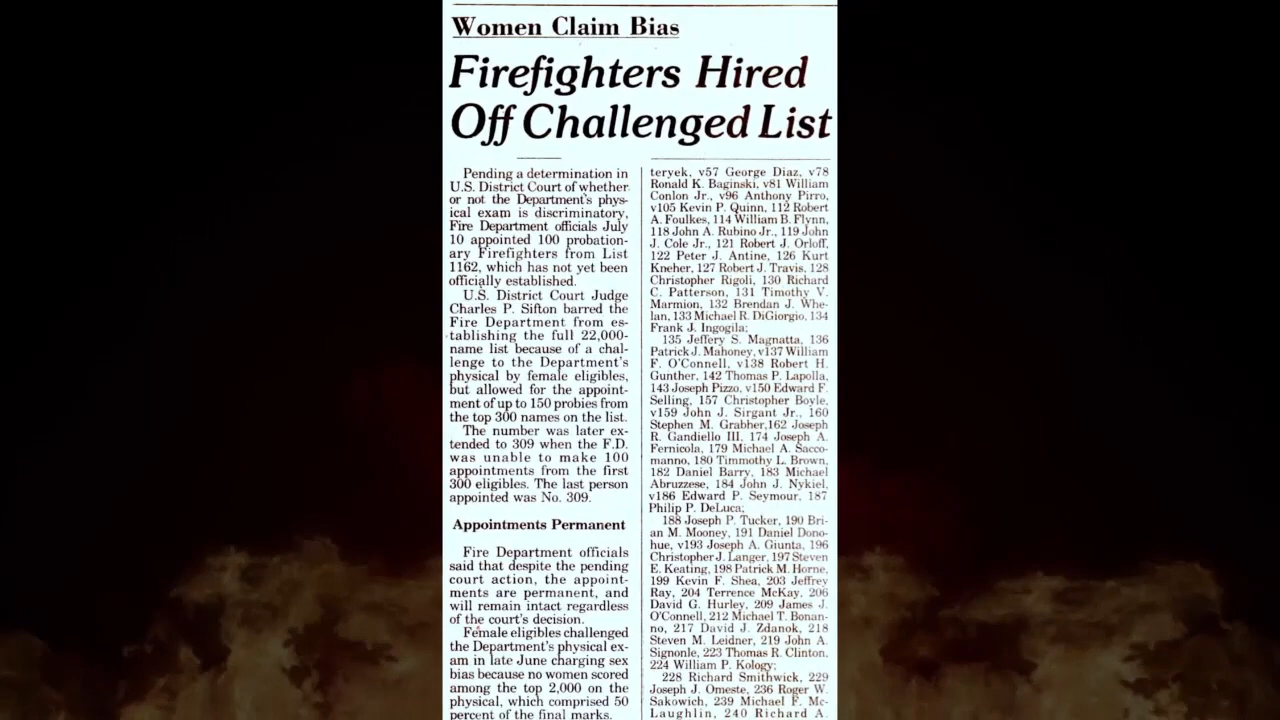 Women Claim Bias
Firefighters Hired
Off Challenged List
Pending a determination in
U.S. District Court of whether
or not the Department's phys-
ical exam is discriminatory,
Fire Department officials July
10 appointed 100 probation-
ary Firefighters from List
1162, which has not yet been
officially established.
U.S. District Court Judge
Charles P. Sifton barred the
Fire Department from es-
tablishing the full 22,000-
name list because of a chal-
lenge to the Department's
physical by female eligibles,
but allowed for the appoint-
ment of up to 150 probies from
the top 300 names on the list.
The number was later ex-
tended to 309 when the F.D.
was unable to make 100
appointments from the first
300 eligibles. The last person
appointed was No. 309.
Appointments Permanent
Fire Department officials
said that despite the pending
court action, the appoint-
ments are permanent, and
will remain intact regardless
of the court's decision.
Female eligibles challenged
the Department's physical ex-
am in late June charging sex
bias because no women scored
among the top 2,000 on the
physical, which comprised 50
percent of the final marks.
teryek, v57 George Diaz, v78
Ronald K. Baginski, v81 William
Conlon Jr., v96 Anthony Pirro,
v105 Kevin P. Quinn, 112 Robert
A. Foulkes, 114 William B. Flynn,
118 John A. Rubino Jr., 119 John
J. Cole Jr., 121 Robert J. Orloff,
122 Peter J. Antine, 126 Kurt
Kneher, 127 Robert J. Travis, 128
Christopher Rigoli, 130 Richard
C. Patterson, 131 Timothy V.
Marmion, 132 Brendan J. Whe-
lan, 133 Michael R. DiGiorgio, 134
Frank J. Ingogila;
135 Jeffery S. Magnatta, 136
Patrick J. Mahoney, v137 William
F. O'Connell, v138 Robert H.
Gunther, 142 Thomas P. Lapolla,
143 Joseph Pizzo, v150 Edward F.
Selling, 157 Christopher Boyle,
v159 John J. Sirgant Jr., 160
Stephen M. Grabher,162 Joseph
R. Gandiello III, 174 Joseph A.
Fernicola, 179 Michael A. Sacco-
manno, 180 Timmothy L. Brown,
182 Daniel Barry, 183 Michael
Abruzzese, 184 John J. Nykiel,
v186 Edward P. Seymour, 187
Philip P. DeLuca;
188 Joseph P. Tucker, 190 Bri-
an M. Mooney, 191 Daniel Dono-
hue, v193 Joseph A. Giunta, 196
Christopher J. Langer, 197 Steven
E. Keating, 198 Patrick M. Horne,
199 Kevin F. Shea, 203 Jeffrey
Ray, 204 Terrence McKay, 206
David G. Hurley, 209 James J.
O'Connell, 212 Michael T. Bonan-
no, 217 David J. Zdanok, 218
Steven M. Leidner, 219 John A.
Signonle, 223 Thomas R. Clinton,
224 William P. Kology;
228 Richard Smithwick, 229
Joseph J. Omeste, 236 Roger W.
Sakowich, 239 Michael F. Mc-
Laughlin, 240 Richard A.